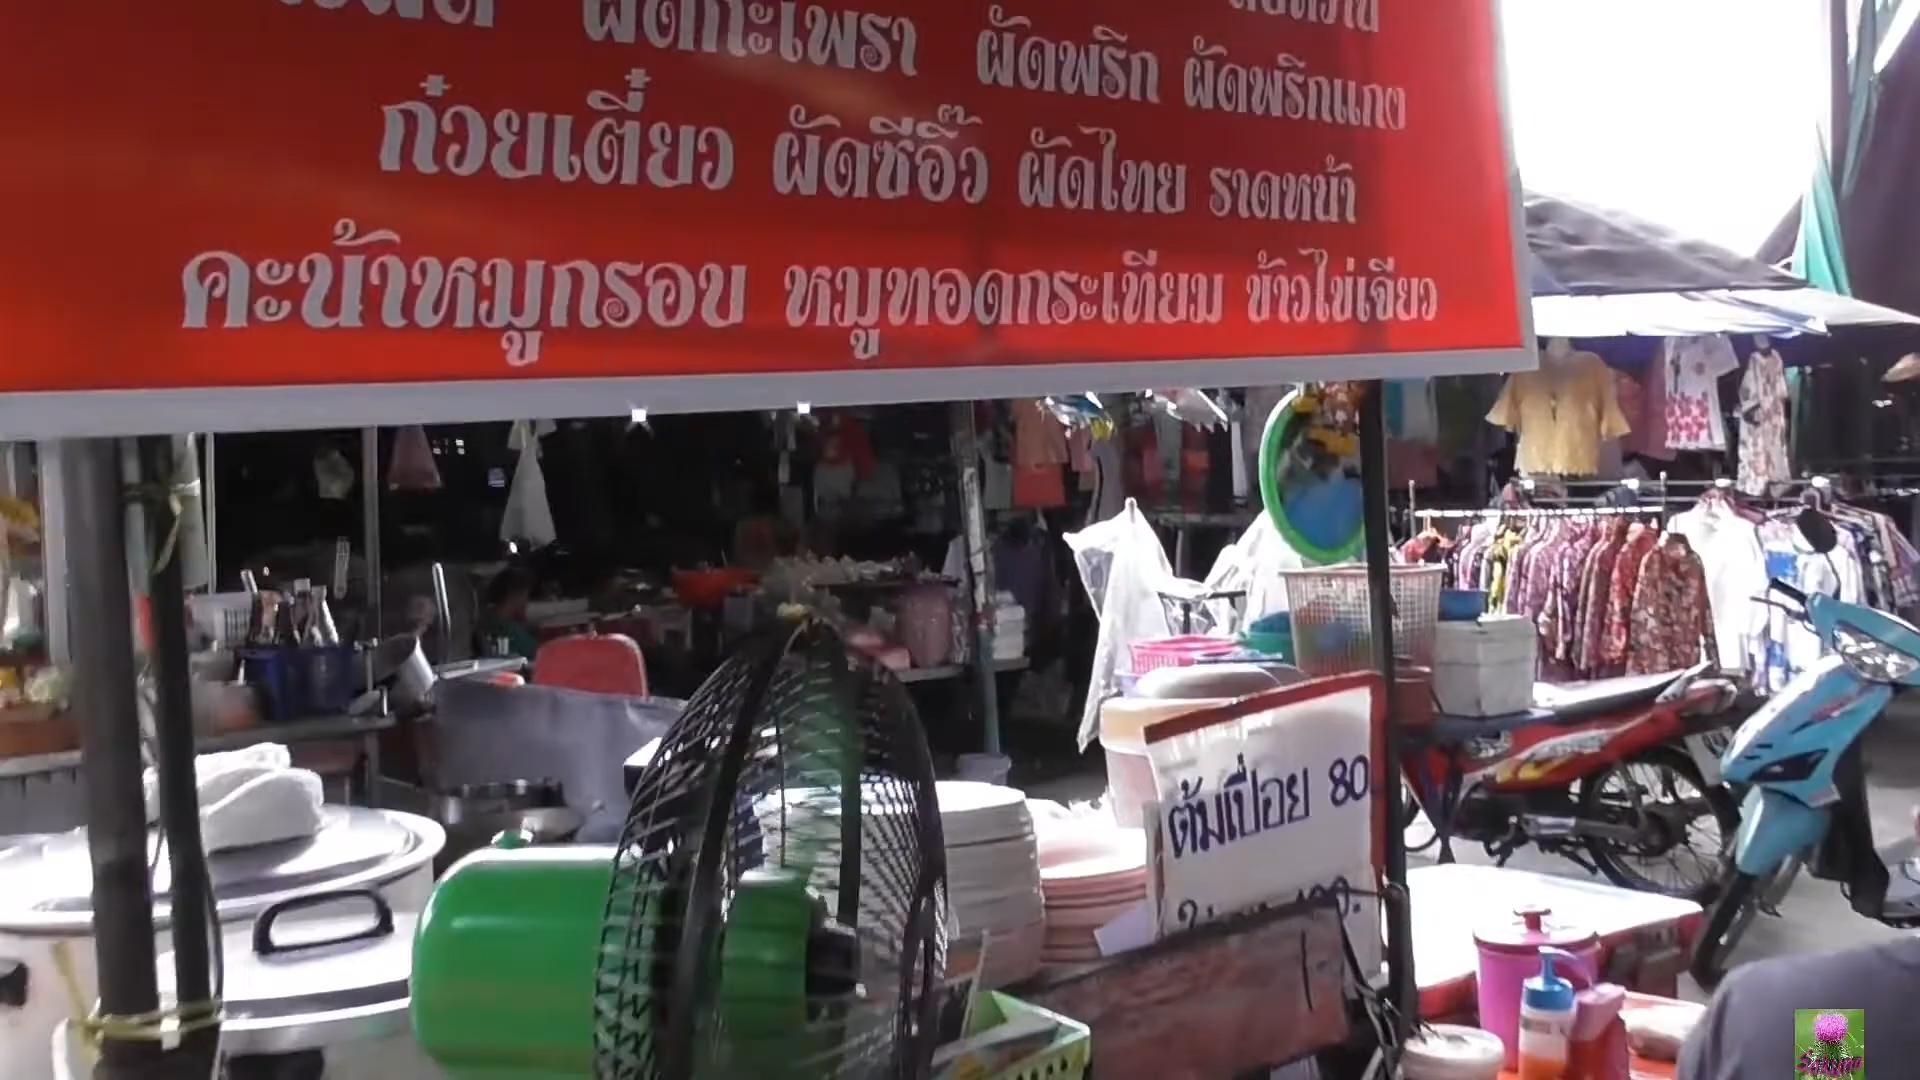 ผัดกะเพรา ผัดพริก ผัดพริกแกง
ก๋วยเตี๋ยว ผัดซีอิ๊ว ผัดไทย ราดหน้า
คะน้าหมูกรอบ หมูทอดกระเทียม ข้าวไข่เจียว
ต้มเปื่อย 80